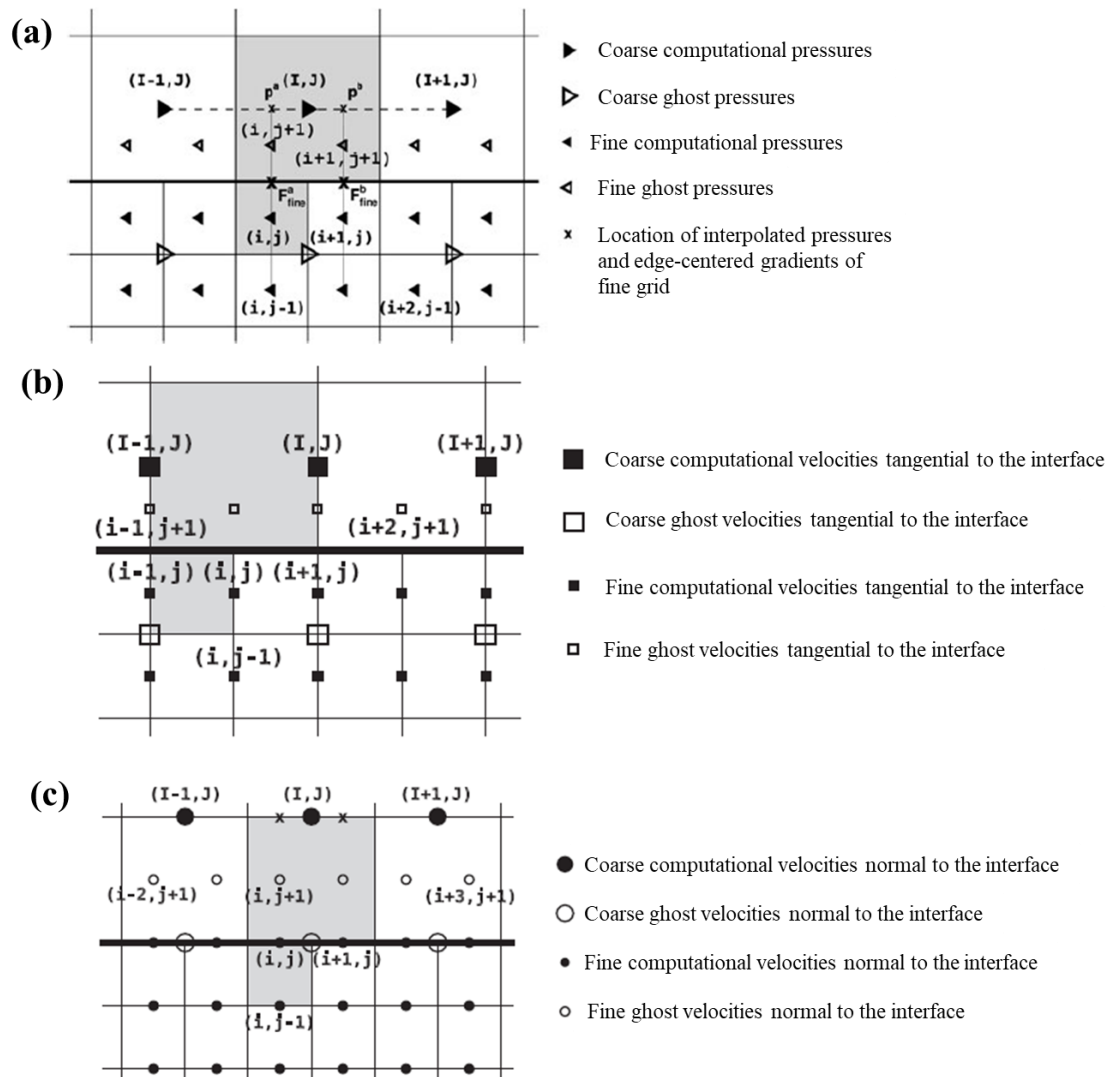 (a)
(I-1,J)
pᵃ
(I,J)
pᵇ
(I+1,J)
(i,j+1)
(i+1,j+1)
Fᵃfine
Fᵇfine
(i,j)
(i+1,j)
(i,j-1)
(i+2,j-1)
Coarse computational pressures
Coarse ghost pressures
Fine computational pressures
Fine ghost pressures
x Location of interpolated pressures
and edge-centered gradients of
fine grid
(b)
(I-1,J)
(I,J)
(I+1,J)
(i-1,j+1)
(i+2,j+1)
(i-1,j)
(i,j)
(i+1,j)
(i,j-1)
Coarse computational velocities tangential to the interface
Coarse ghost velocities tangential to the interface
Fine computational velocities tangential to the interface
Fine ghost velocities tangential to the interface
(c)
(I-1,J)
(I,J)
(I+1,J)
x
x
(i-2,j+1)
(i,j+1)
(i+3,j+1)
(i,j)
(i+1,j)
(i,j-1)
Coarse computational velocities normal to the interface
Coarse ghost velocities normal to the interface
Fine computational velocities normal to the interface
Fine ghost velocities normal to the interface